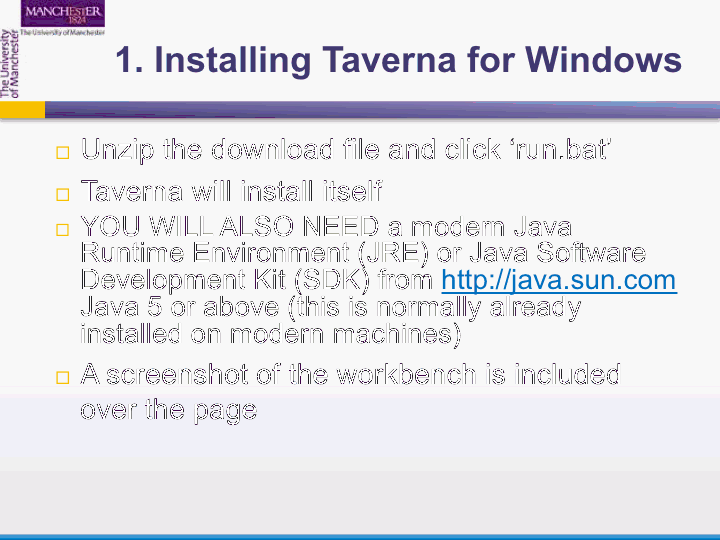 MANCHESTER
1824
The University of Manchester
The University
of Manchester
1. Installing Taverna for Windows
Unzip the download file and click ‘run.bat’
Taverna will install itself
YOU WILL ALSO NEED a modern Java
Runtime Environment (JRE) or Java Software
Development Kit (SDK) from http://java.sun.com
Java 5 or above (this is normally already
installed on modern machines)
A screenshot of the workbench is included
over the page